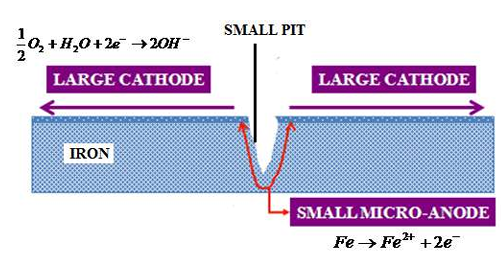 SMALL PIT
1/2 O₂ + H₂O + 2e⁻ → 2OH⁻
LARGE CATHODE
LARGE CATHODE
IRON
SMALL MICRO-ANODE
Fe → Fe²⁺ + 2e⁻